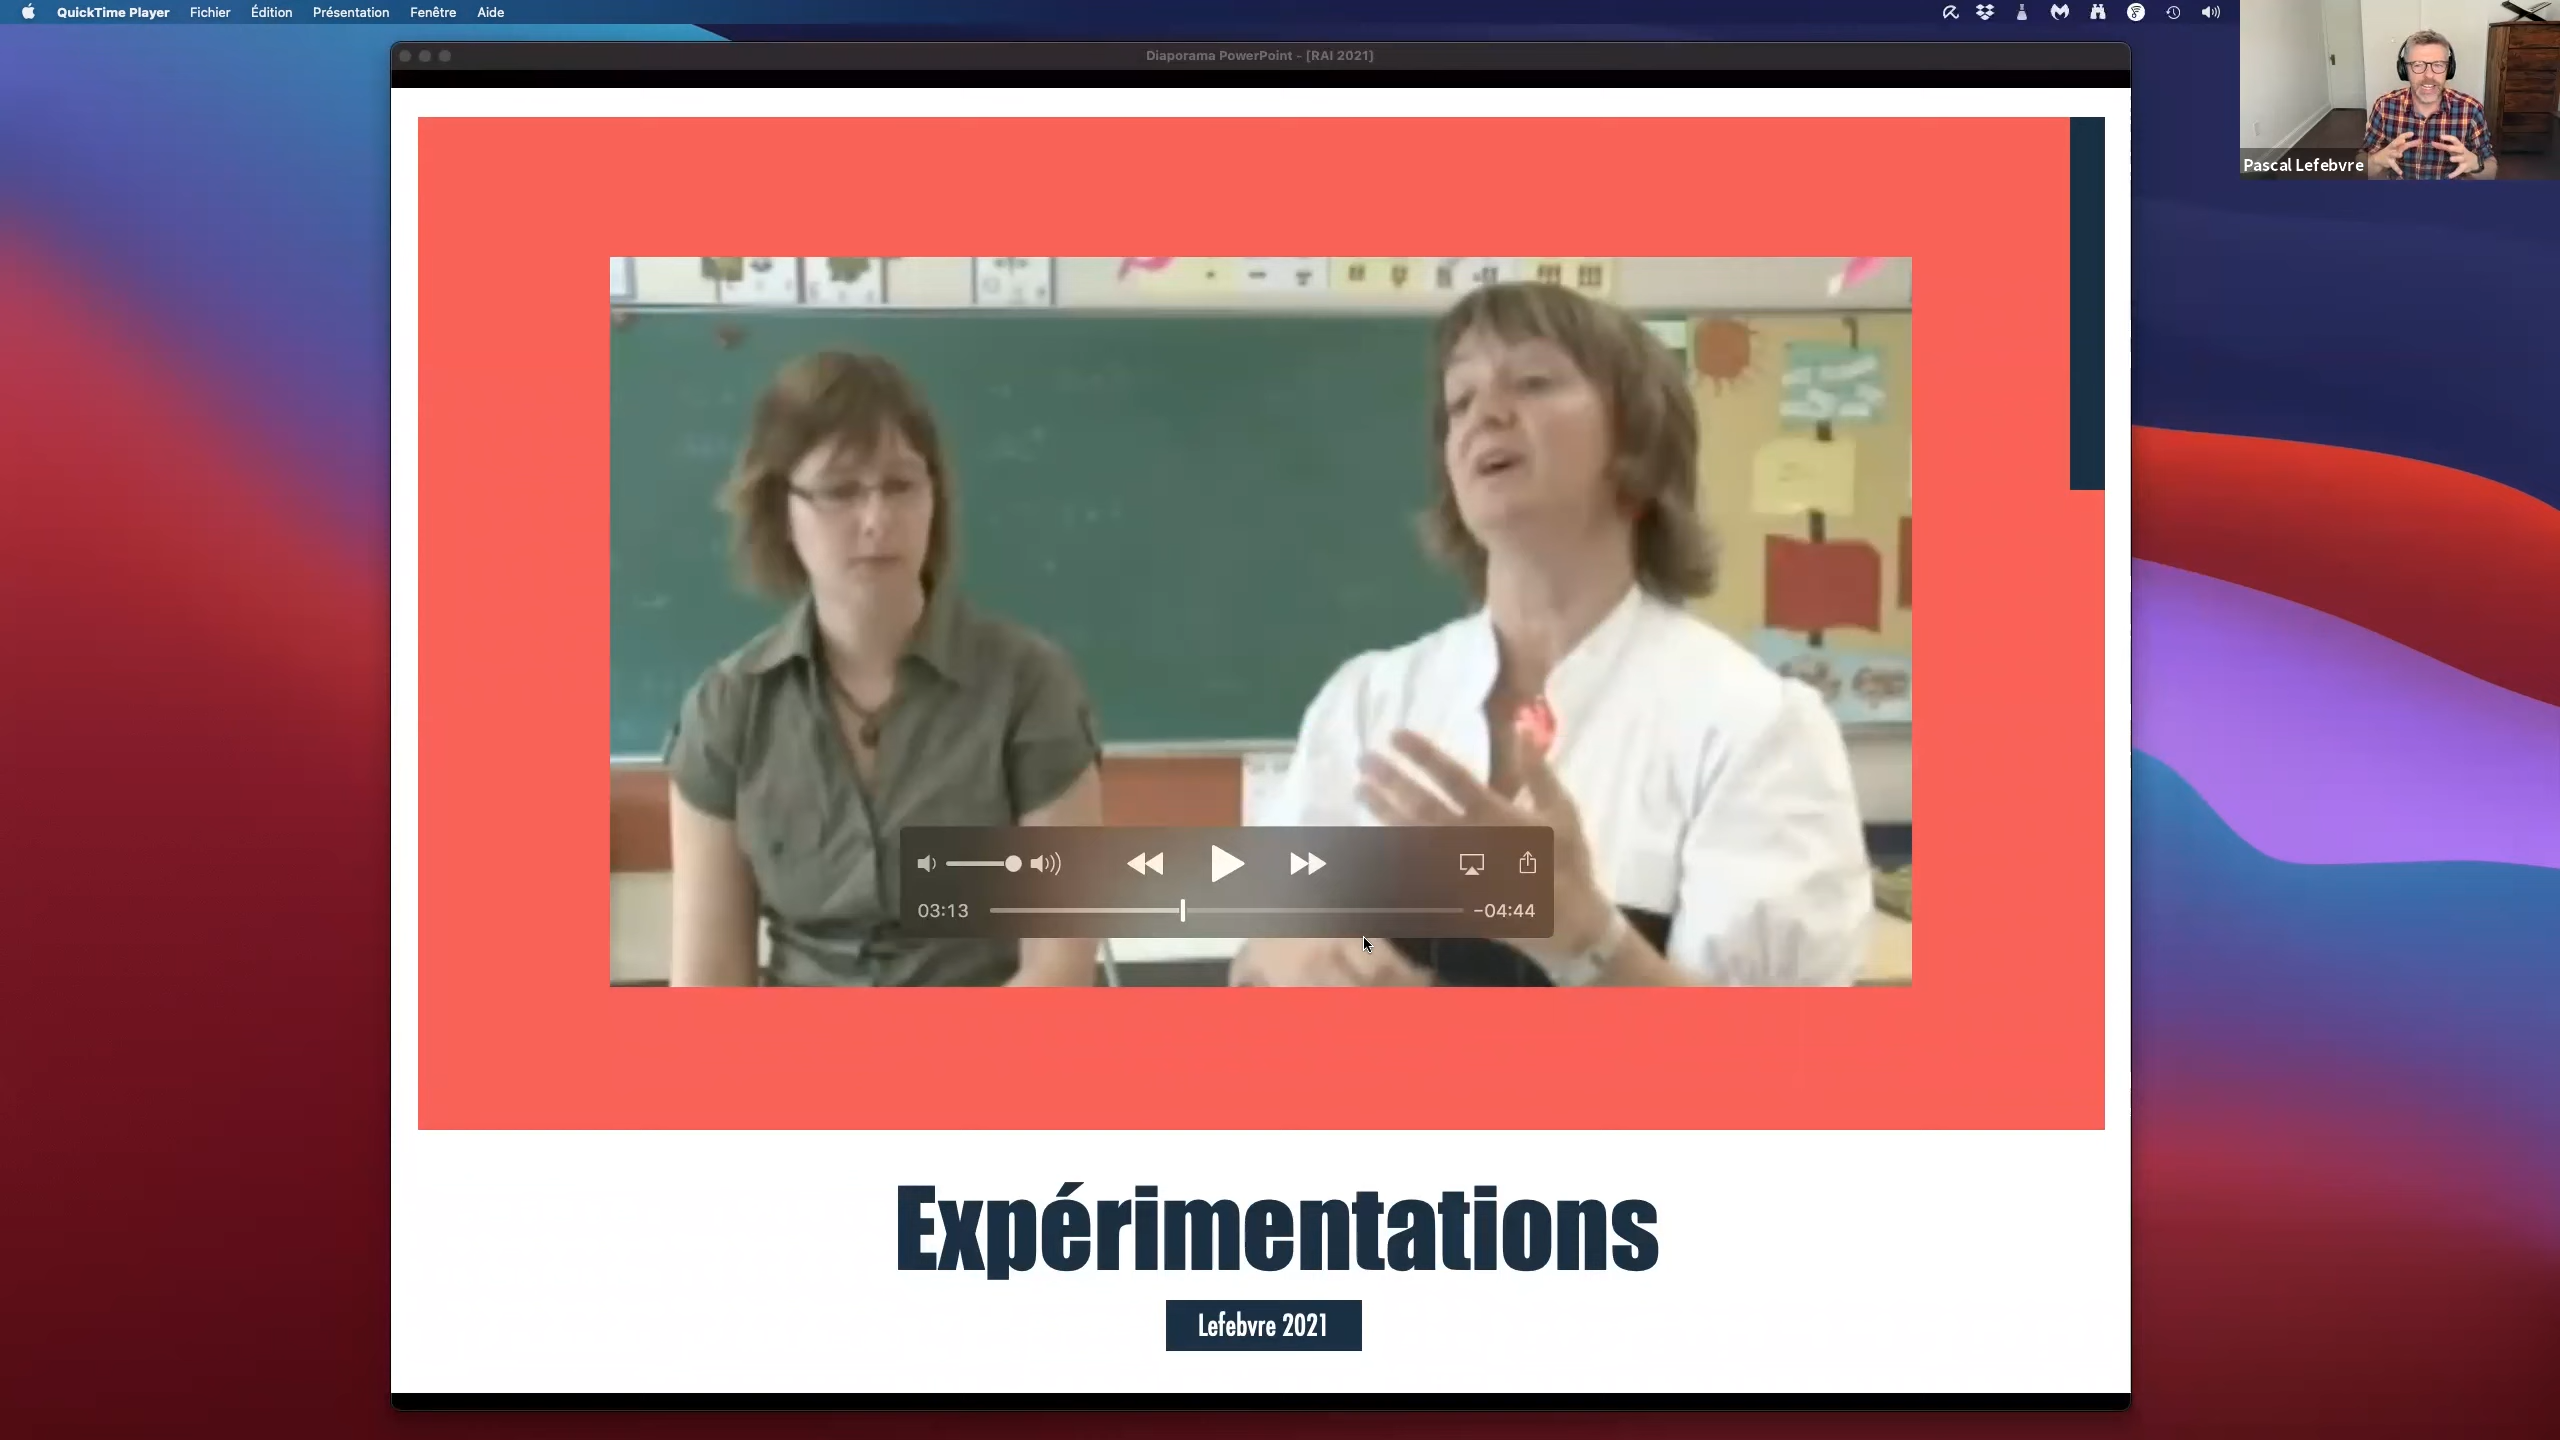 QuickTime Player Fichier Édition Présentation Fenêtre Aide
Diaporama PowerPoint - [RAI 2021]
Pascal Lefebvre
03:13 -04:44
Expérimentations
Lefebvre 2021